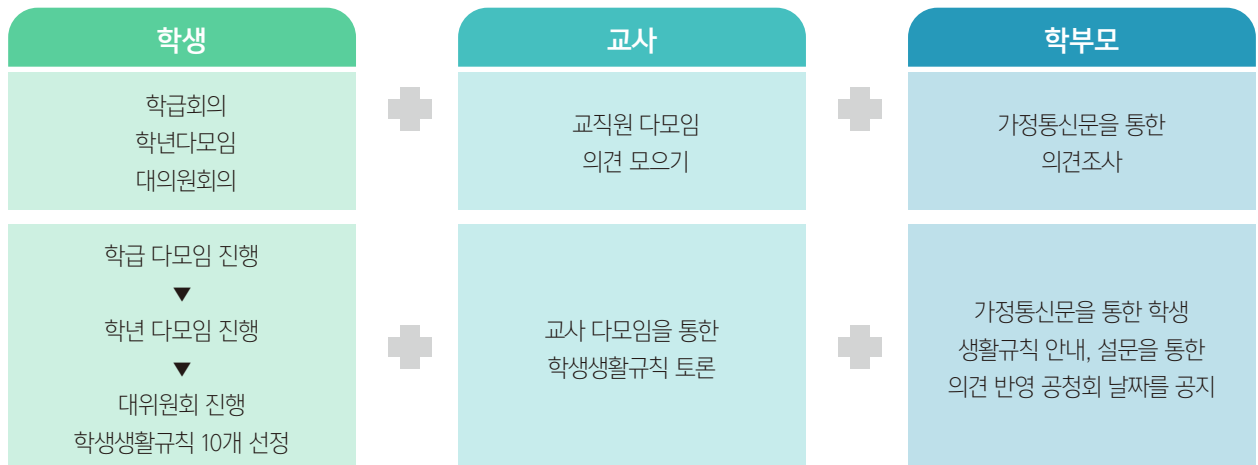 학생
교사
학부모
학급회의
학년다모임
대의원회의
교직원 다모임
의견 모으기
가정통신문을 통한
의견조사
학급 다모임 진행
▼
학년 다모임 진행
▼
대위원회 진행
학생생활규칙 10개 선정
교사 다모임을 통한
학생생활규칙 토론
가정통신문을 통한 학생
생활규칙 안내, 설문을 통한
의견 반영 공청회 날짜를 공지